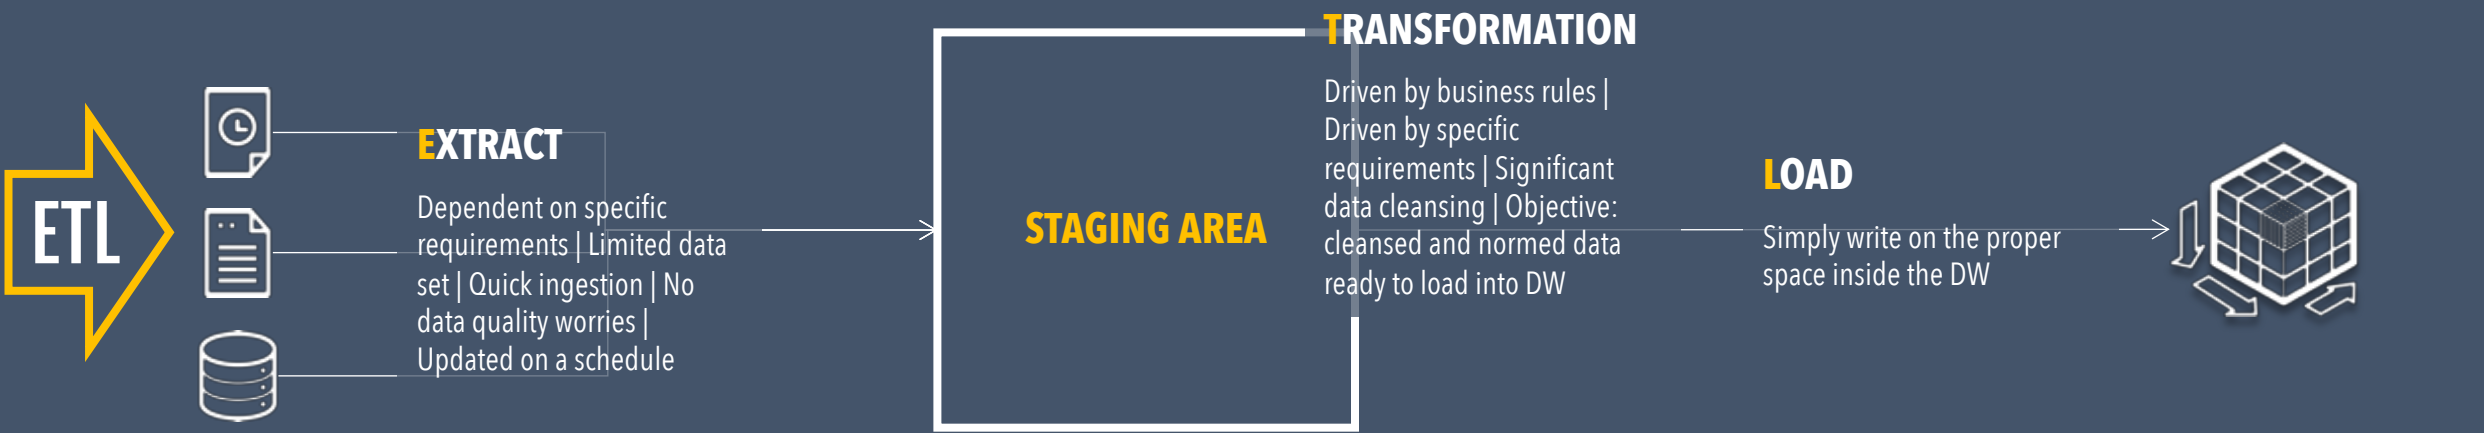 ETL
EXTRACT
Dependent on specific
requirements | Limited data
set | Quick ingestion | No
data quality worries |
Updated on a schedule
STAGING AREA
TRANSFORMATION
Driven by business rules |
Driven by specific
requirements | Significant
data cleansing | Objective:
cleansed and normed data
ready to load into DW
LOAD
Simply write on the proper
space inside the DW